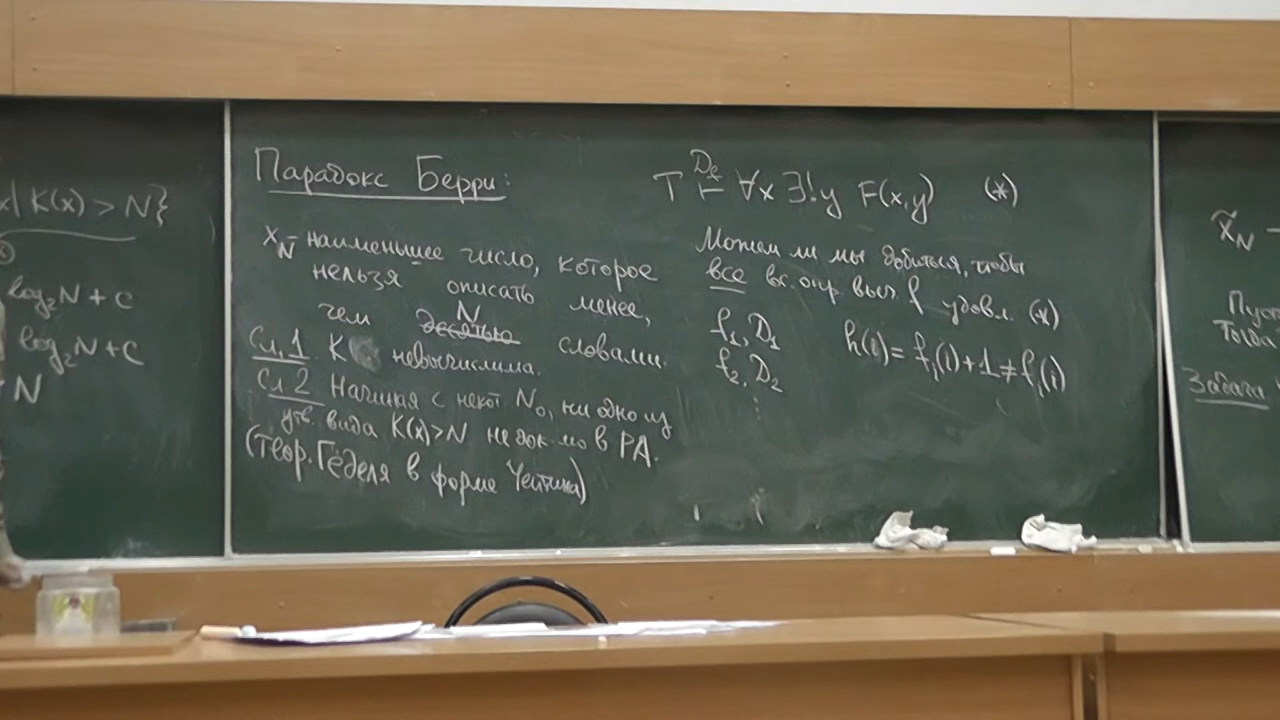 x| K(x) > N}
log₂N + C
log₂N + C
N
Парадокс Берри:
x_N - наименьшее число, которое
нельзя описать менее,
N
чем десятью словами.
Сл.1 K невычислима.
Сл 2 Начиная с некот N₀, ни одно из
утв. вида K(x)>N не док-мо в PA.
(теор. Гёделя в форме Чейтина)
T ⊢ ∀x ∃!y F(x,y) (*)
Можем ли мы добиться, чтобы
все вс. опр. выч. f удовл. (*)
f₁, D₁
f₂, D₂
⋮
h(i) = f_i(i)+1 ≠ f_i(i)
x̃_N -
Пуст
Тогда
Задача